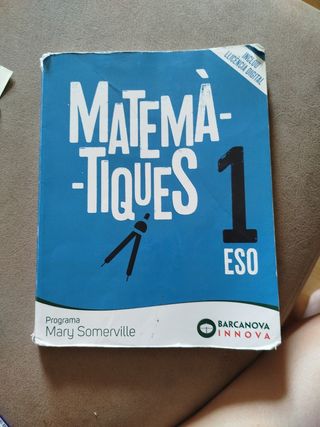 INCLOU
LLICÈNCIA DIGITAL
MATEMÀ-
-TIQUES
1
ESO
Programa
Mary Somerville
BARCANOVA
INNOVA